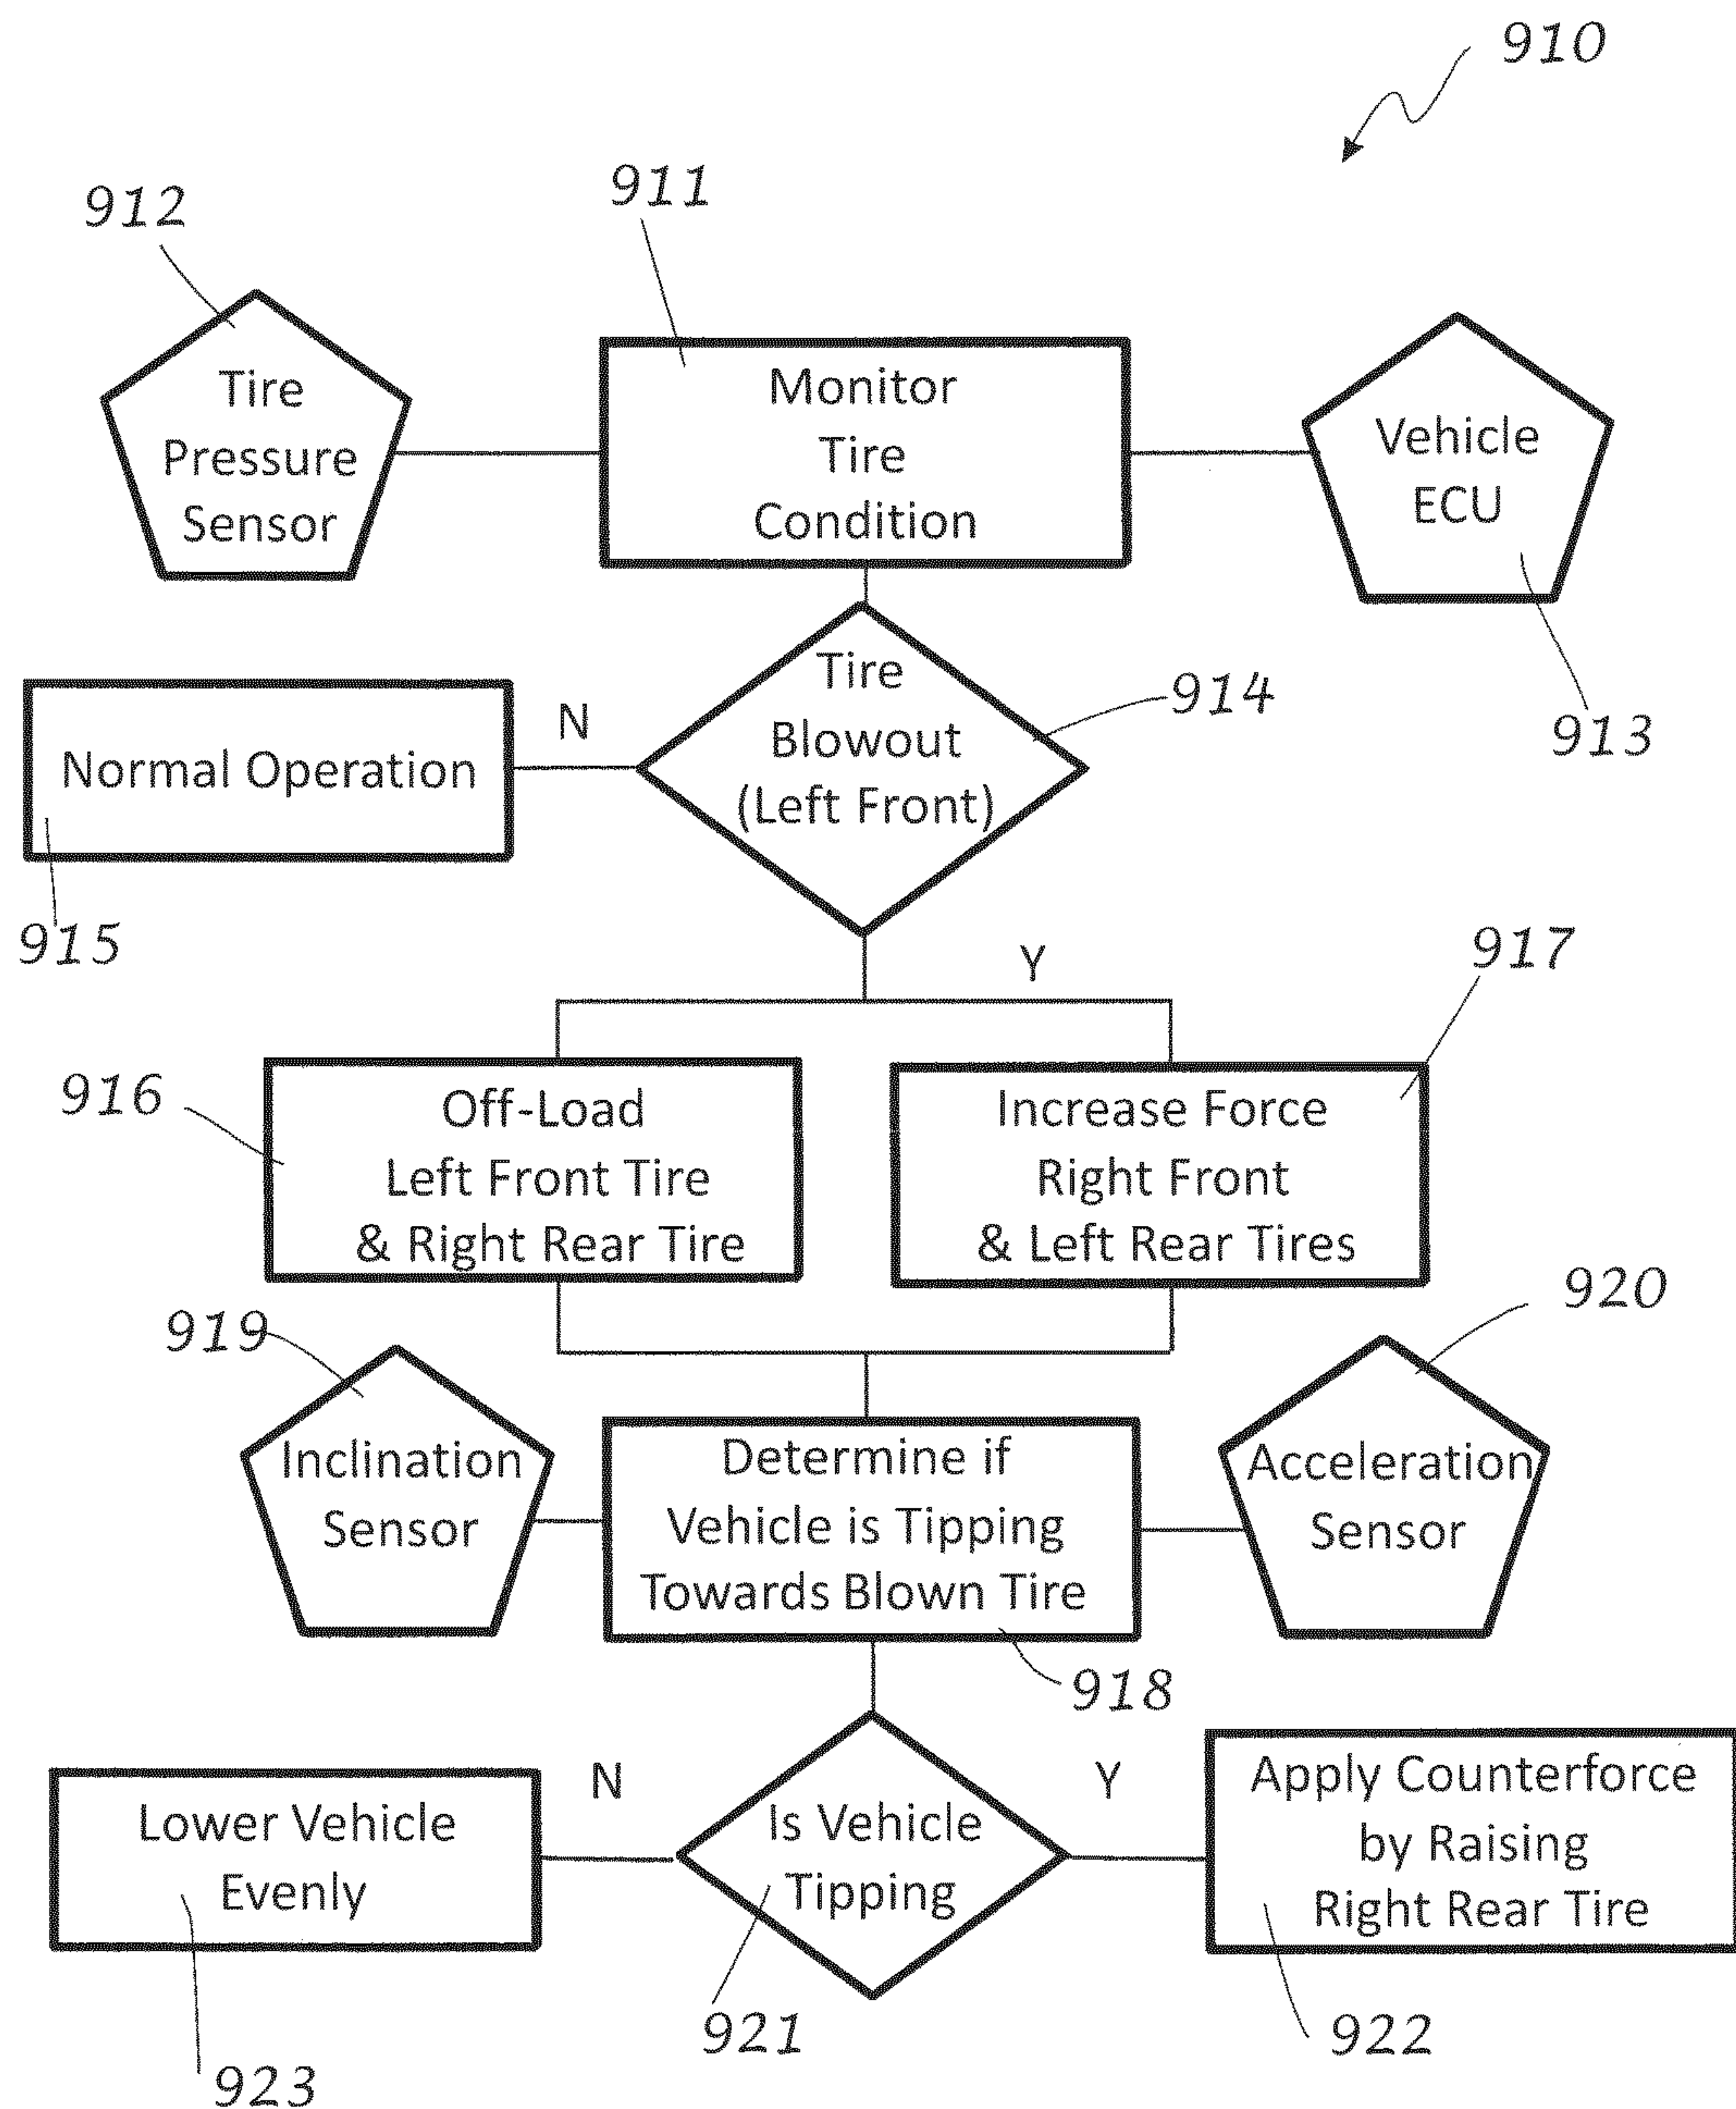 910
911
912
Tire
Pressure
Sensor
Monitor
Tire
Condition
Vehicle
ECU
913
Tire
Blowout
(Left Front)
914
N
Normal Operation
915
Y
917
916
Off-Load
Left Front Tire
& Right Rear Tire
Increase Force
Right Front
& Left Rear Tires
920
919
Inclination
Sensor
Determine if
Vehicle is Tipping
Towards Blown Tire
Acceleration
Sensor
918
N
Y
Lower Vehicle
Evenly
Is Vehicle
Tipping
Apply Counterforce
by Raising
Right Rear Tire
921
922
923